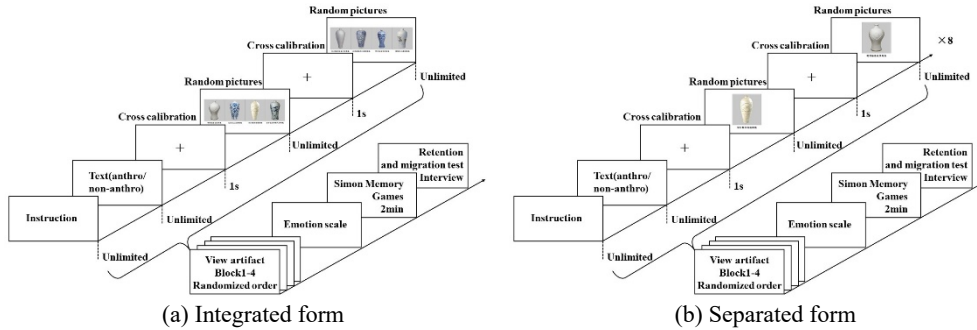 Random pictures
Cross calibration
+
Unlimited
Random pictures
1s
Cross calibration
+
Unlimited
Text(anthro/
non-anthro)
1s
Instruction
Unlimited
Unlimited
Retention
and migration test
Interview
Simon Memory
Games
2min
Emotion scale
View artifact
Block1-4
Randomized order
(a) Integrated form
Random pictures
×8
Cross calibration
+
Unlimited
Random pictures
1s
Cross calibration
+
Unlimited
Text(anthro/
non-anthro)
1s
Instruction
Unlimited
Unlimited
Retention
and migration test
Interview
Simon Memory
Games
2min
Emotion scale
View artifact
Block1-4
Randomized order
(b) Separated form